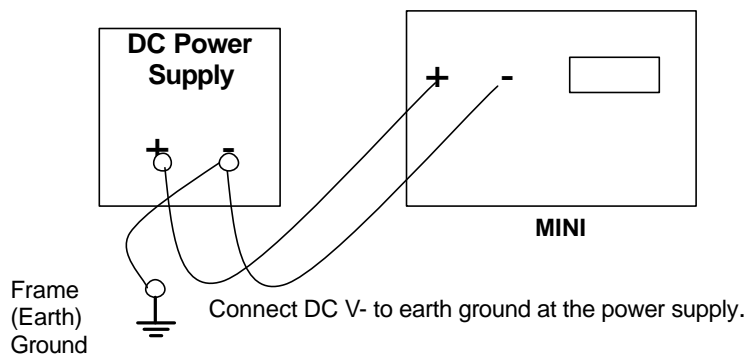 DC Power
Supply
+ -
+ -
MINI
Frame
(Earth)
Ground
Connect DC V- to earth ground at the power supply.